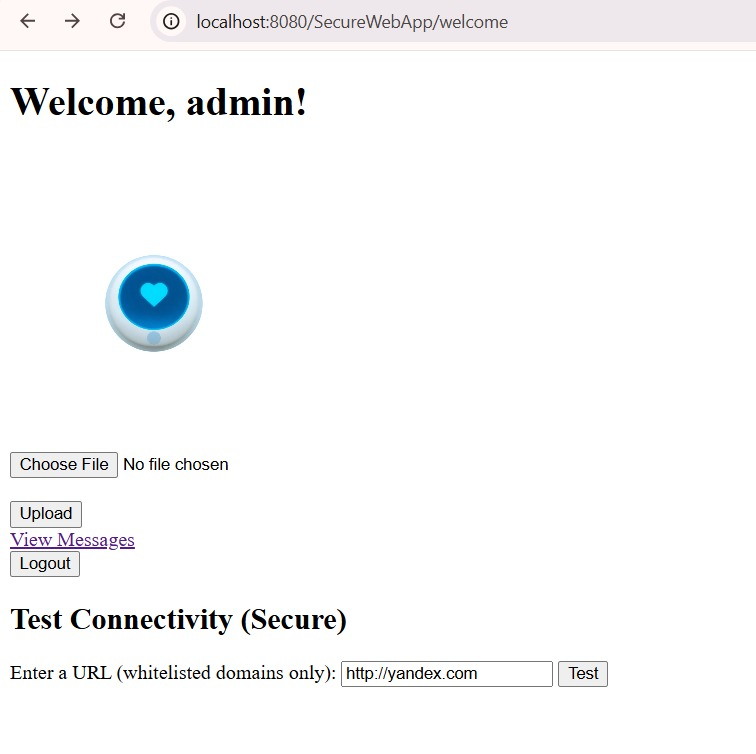 localhost:8080/SecureWebApp/welcome
Welcome, admin!
Choose File No file chosen
Upload
View Messages
Logout
Test Connectivity (Secure)
Enter a URL (whitelisted domains only): http://yandex.com Test